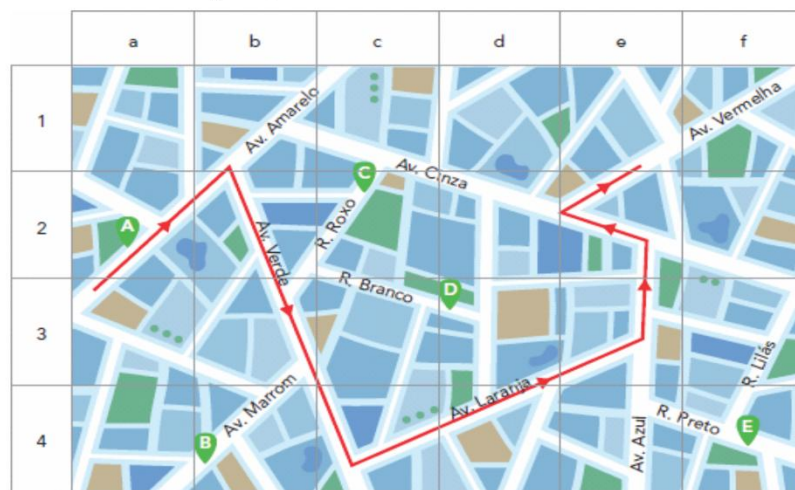 a b c d e f
1
Av. Amarelo
Av. Vermelha
C
Av. Cinza
2
A
R. Roxo
Av. Verde
R. Branco
D
3
R. Lilás
Av. Laranja
Av. Marrom
R. Preto
4
B
Av. Azul
E